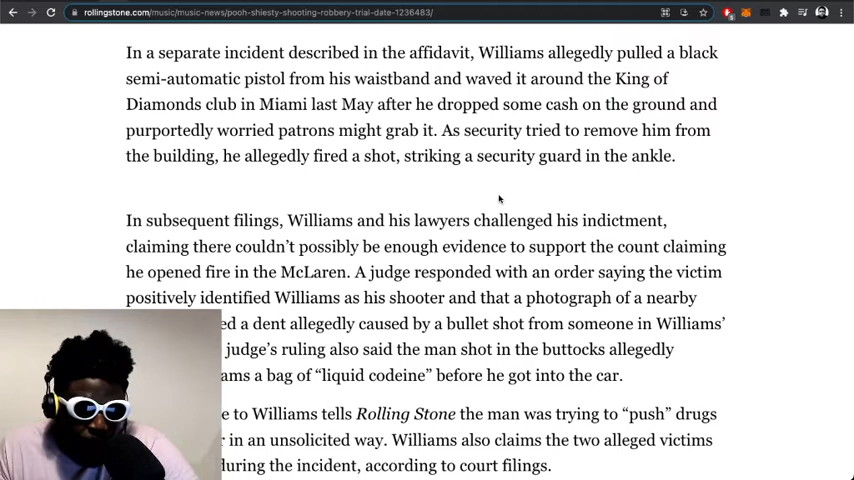 rollingstone.com/music/music-news/pooh-shiesty-shooting-robbery-trial-date-1236483/
In a separate incident described in the affidavit, Williams allegedly pulled a black
semi-automatic pistol from his waistband and waved it around the King of
Diamonds club in Miami last May after he dropped some cash on the ground and
purportedly worried patrons might grab it. As security tried to remove him from
the building, he allegedly fired a shot, striking a security guard in the ankle.
In subsequent filings, Williams and his lawyers challenged his indictment,
claiming there couldn’t possibly be enough evidence to support the count claiming
he opened fire in the McLaren. A judge responded with an order saying the victim
positively identified Williams as his shooter and that a photograph of a nearby
ed a dent allegedly caused by a bullet shot from someone in Williams’
judge’s ruling also said the man shot in the buttocks allegedly
ams a bag of “liquid codeine” before he got into the car.
e to Williams tells Rolling Stone the man was trying to “push” drugs
r in an unsolicited way. Williams also claims the two alleged victims
during the incident, according to court filings.